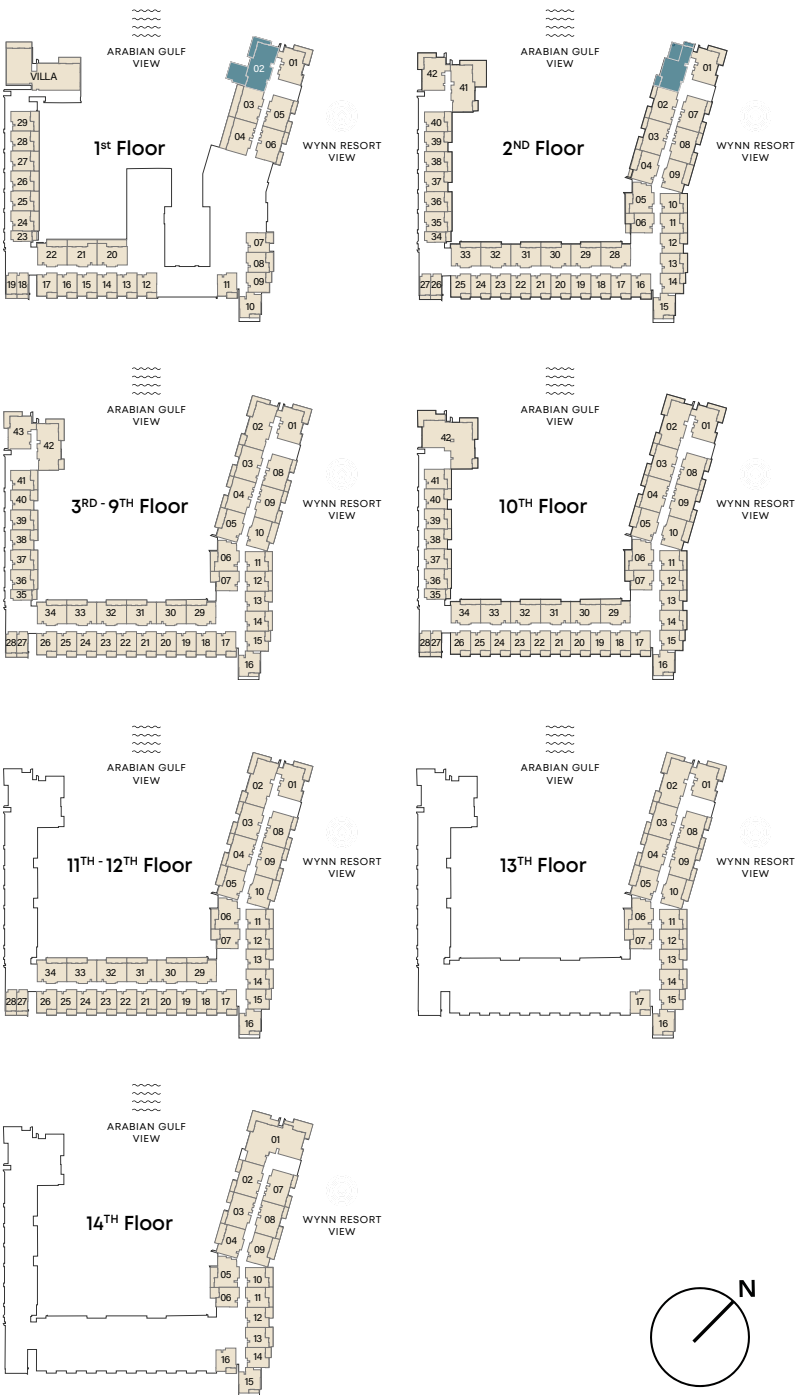 ARABIAN GULF
VIEW
WYNN RESORT
VIEW
1st Floor
VILLA
02
01
03
05
04
06
29
28
27
26
25
24
23
22 21 20
07
08
09
10
11
19 18 17 16 15 14 13 12
ARABIAN GULF
VIEW
WYNN RESORT
VIEW
2ND Floor
42
41
01
02
07
03
08
04
09
05
06
10
11
12
13
14
15
40
39
38
37
36
35
34
33 32 31 30 29 28
27 26 25 24 23 22 21 20 19 18 17 16
ARABIAN GULF
VIEW
WYNN RESORT
VIEW
3RD - 9TH Floor
43
42
02
01
03
08
04
09
05
10
06
07
11
12
13
14
15
16
41
40
39
38
37
36
35
34 33 32 31 30 29
28 27 26 25 24 23 22 21 20 19 18 17
ARABIAN GULF
VIEW
WYNN RESORT
VIEW
10TH Floor
42
02
01
03
08
04
09
05
10
06
07
11
12
13
14
15
16
41
40
39
38
37
36
35
34 33 32 31 30 29
28 27 26 25 24 23 22 21 20 19 18 17
ARABIAN GULF
VIEW
WYNN RESORT
VIEW
11TH - 12TH Floor
02
01
03
08
04
09
05
10
06
07
11
12
13
14
15
16
34 33 32 31 30 29
28 27 26 25 24 23 22 21 20 19 18 17
ARABIAN GULF
VIEW
WYNN RESORT
VIEW
13TH Floor
02
01
03
08
04
09
05
10
06
07
11
12
13
14
15
16
17
ARABIAN GULF
VIEW
WYNN RESORT
VIEW
14TH Floor
01
02
07
03
08
04
09
05
06
10
11
12
13
14
15
16
N